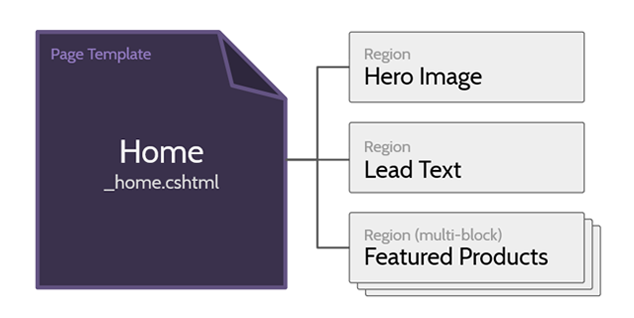 Page Template
Home
_home.cshtml
Region
Hero Image
Region
Lead Text
Region (multi-block)
Featured Products